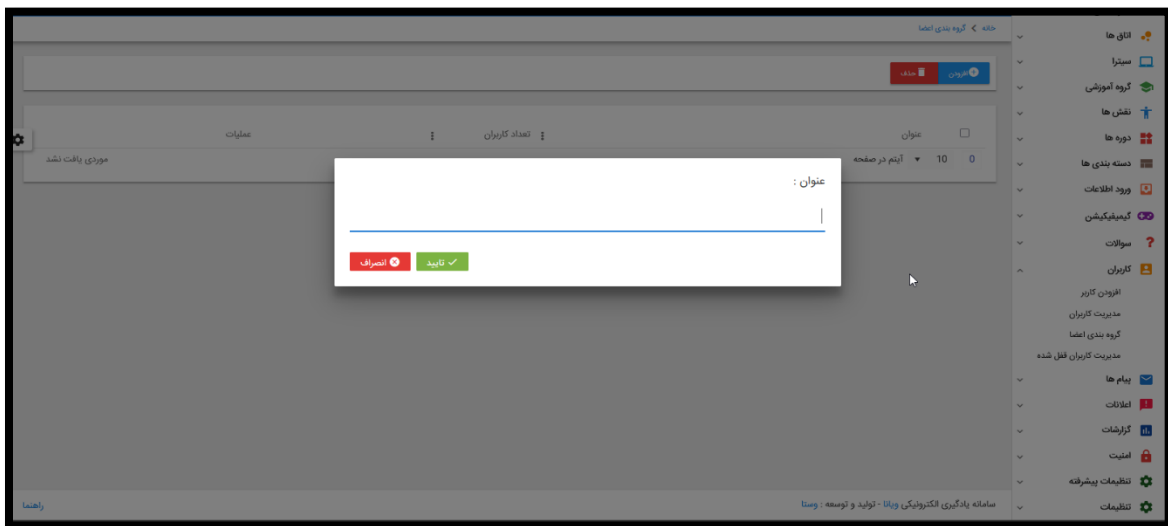 خانه > گروه بندی اعضا
افزودن
حذف
عنوان
تعداد کاربران
عملیات
0 10 آیتم در صفحه
موردی یافت نشد
عنوان :
تایید
انصراف
اتاق ها
سیترا
گروه آموزشی
نقش ها
دوره ها
دسته بندی ها
ورود اطلاعات
گیمیفیکیشن
سوالات
کاربران
افزودن کاربر
مدیریت کاربران
گروه بندی اعضا
مدیریت کاربران قفل شده
پیام ها
اعلانات
گزارشات
امنیت
تنظیمات پیشرفته
تنظیمات
سامانه یادگیری الکترونیکی ویانا - تولید و توسعه : وستا
راهنما